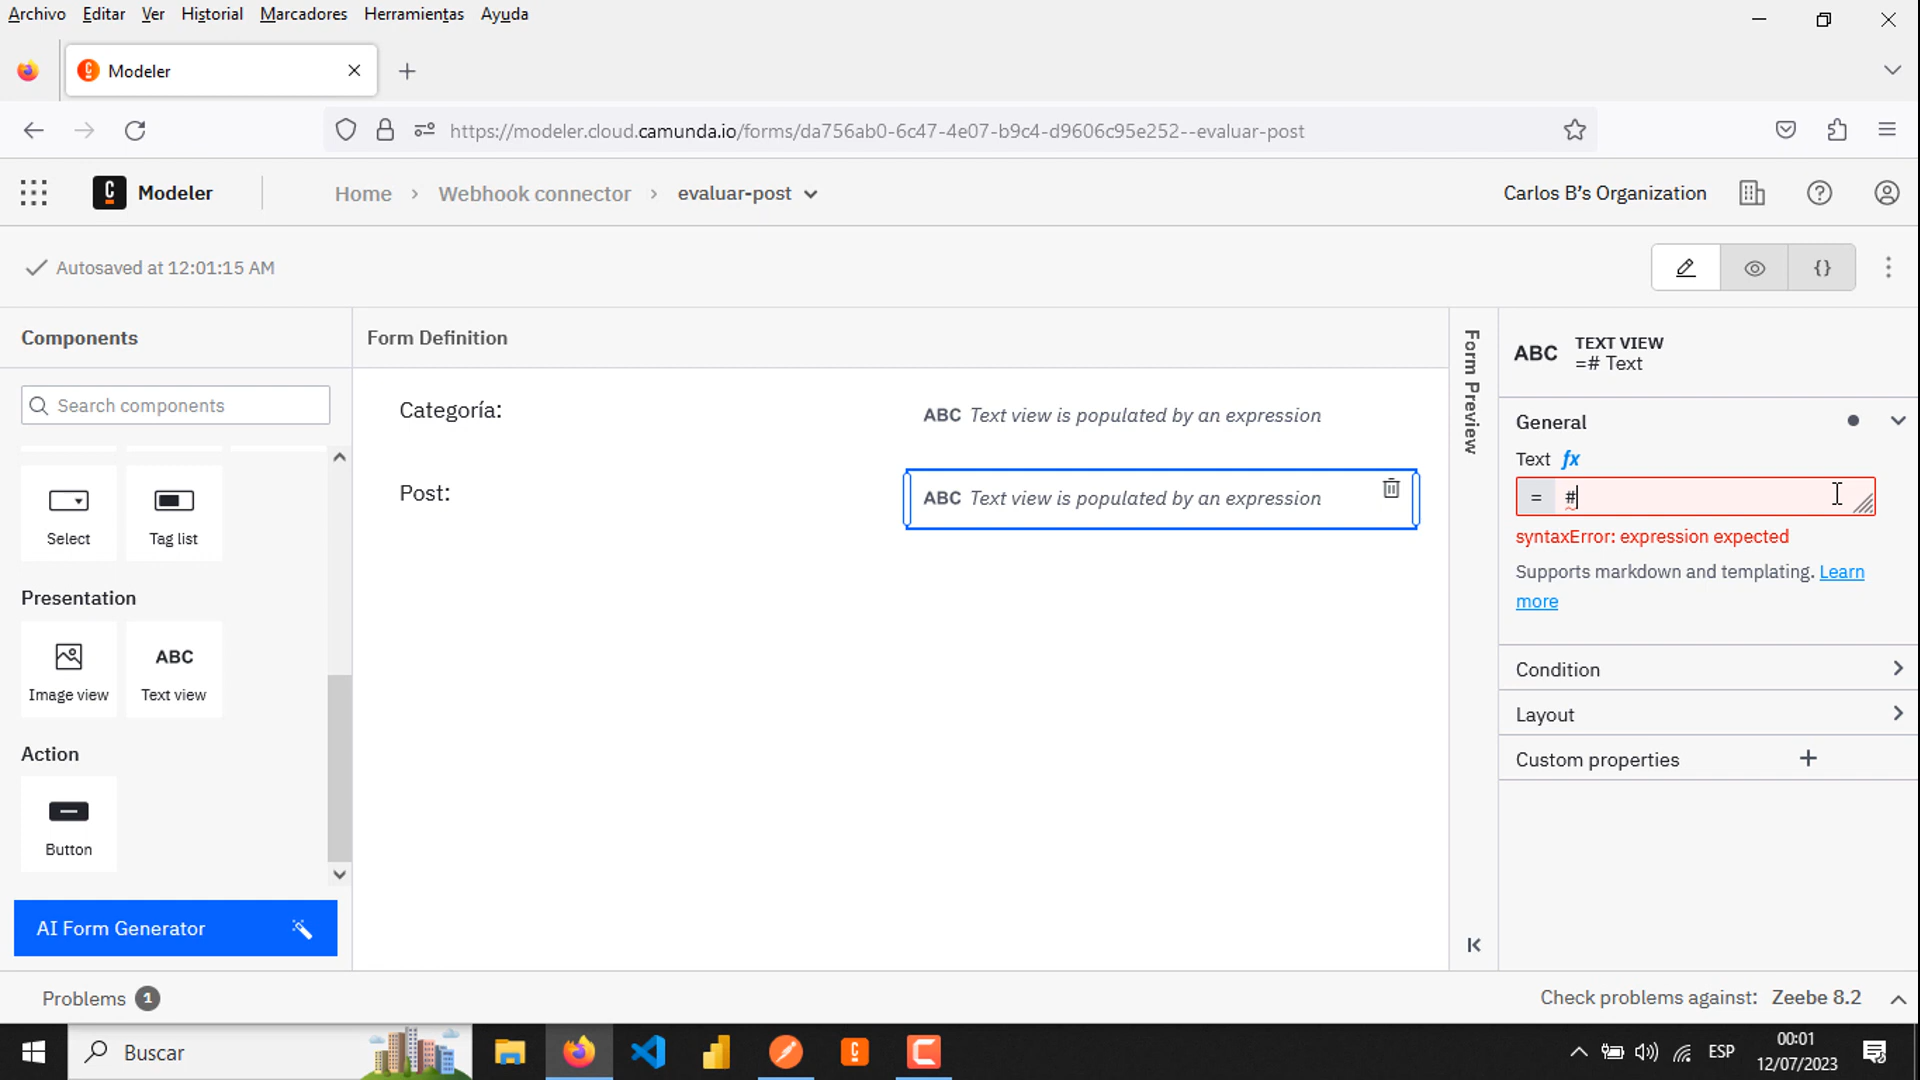 Archivo Editar Ver Historial Marcadores Herramientas Ayuda
Modeler
https://modeler.cloud.camunda.io/forms/da756ab0-6c47-4e07-b9c4-d9606c95e252--evaluar-post
Modeler
Home › Webhook connector › evaluar-post
Carlos B's Organization
Autosaved at 12:01:15 AM
{}
Components
Form Definition
Search components
Select
Tag list
Presentation
Image view
ABC
Text view
Action
Button
AI Form Generator
Categoría:
ABC Text view is populated by an expression
Post:
ABC Text view is populated by an expression
Form Preview
ABC
TEXT VIEW
=# Text
General
Text fx
= #
syntaxError: expression expected
Supports markdown and templating. Learn
more
Condition
Layout
Custom properties +
Problems 1
Check problems against: Zeebe 8.2
Buscar
ESP
00:01
12/07/2023